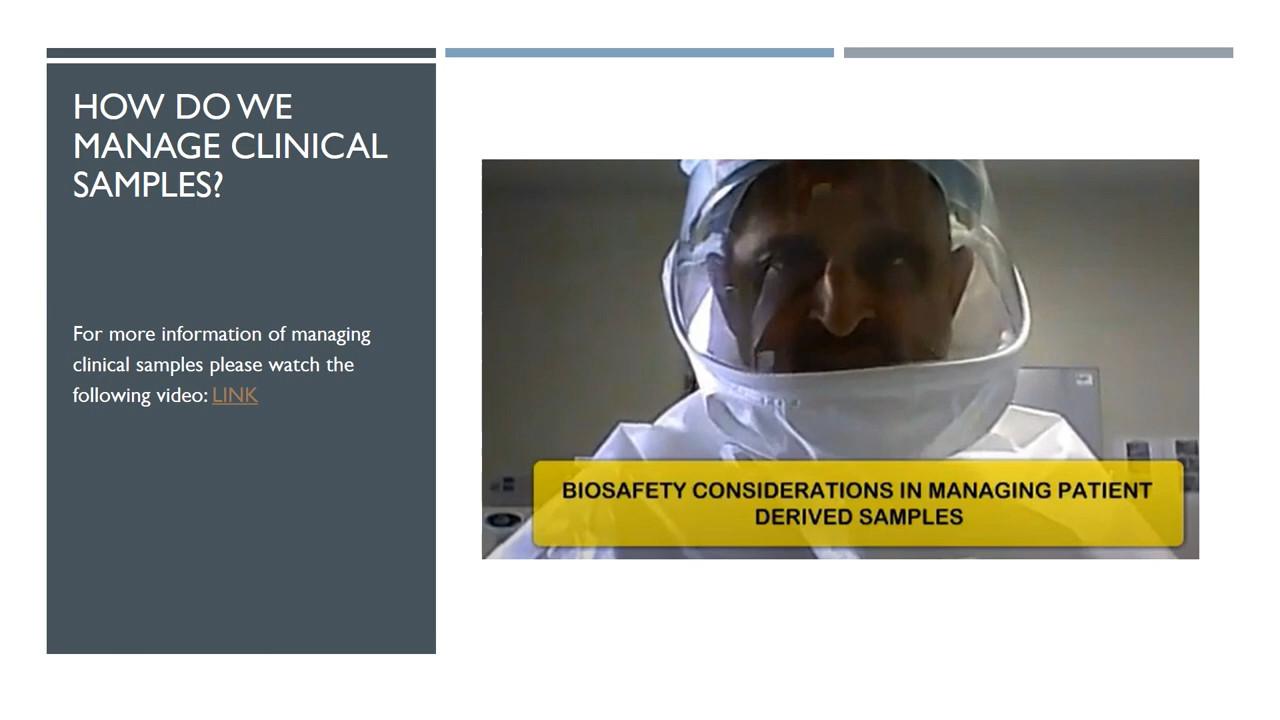 HOW DO WE
MANAGE CLINICAL
SAMPLES?
For more information of managing
clinical samples please watch the
following video: LINK
BIOSAFETY CONSIDERATIONS IN MANAGING PATIENT
DERIVED SAMPLES